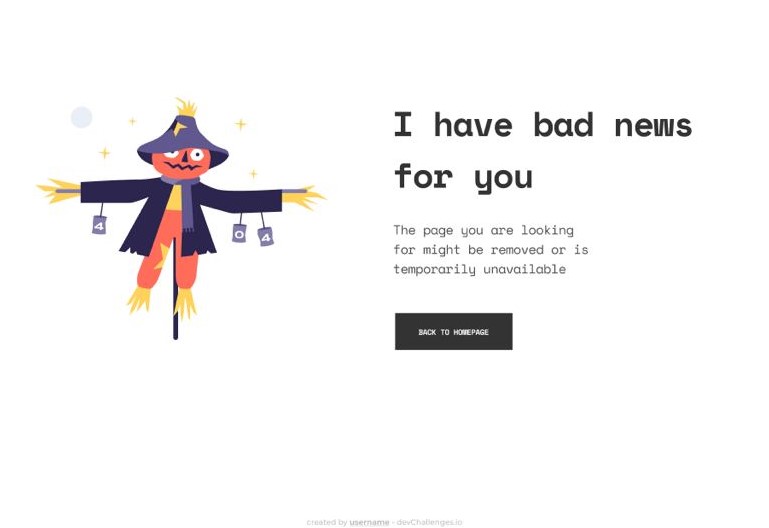 I have bad news
for you
The page you are looking
for might be removed or is
temporarily unavailable
BACK TO HOMEPAGE
4
0
4
created by username - devChallenges.io